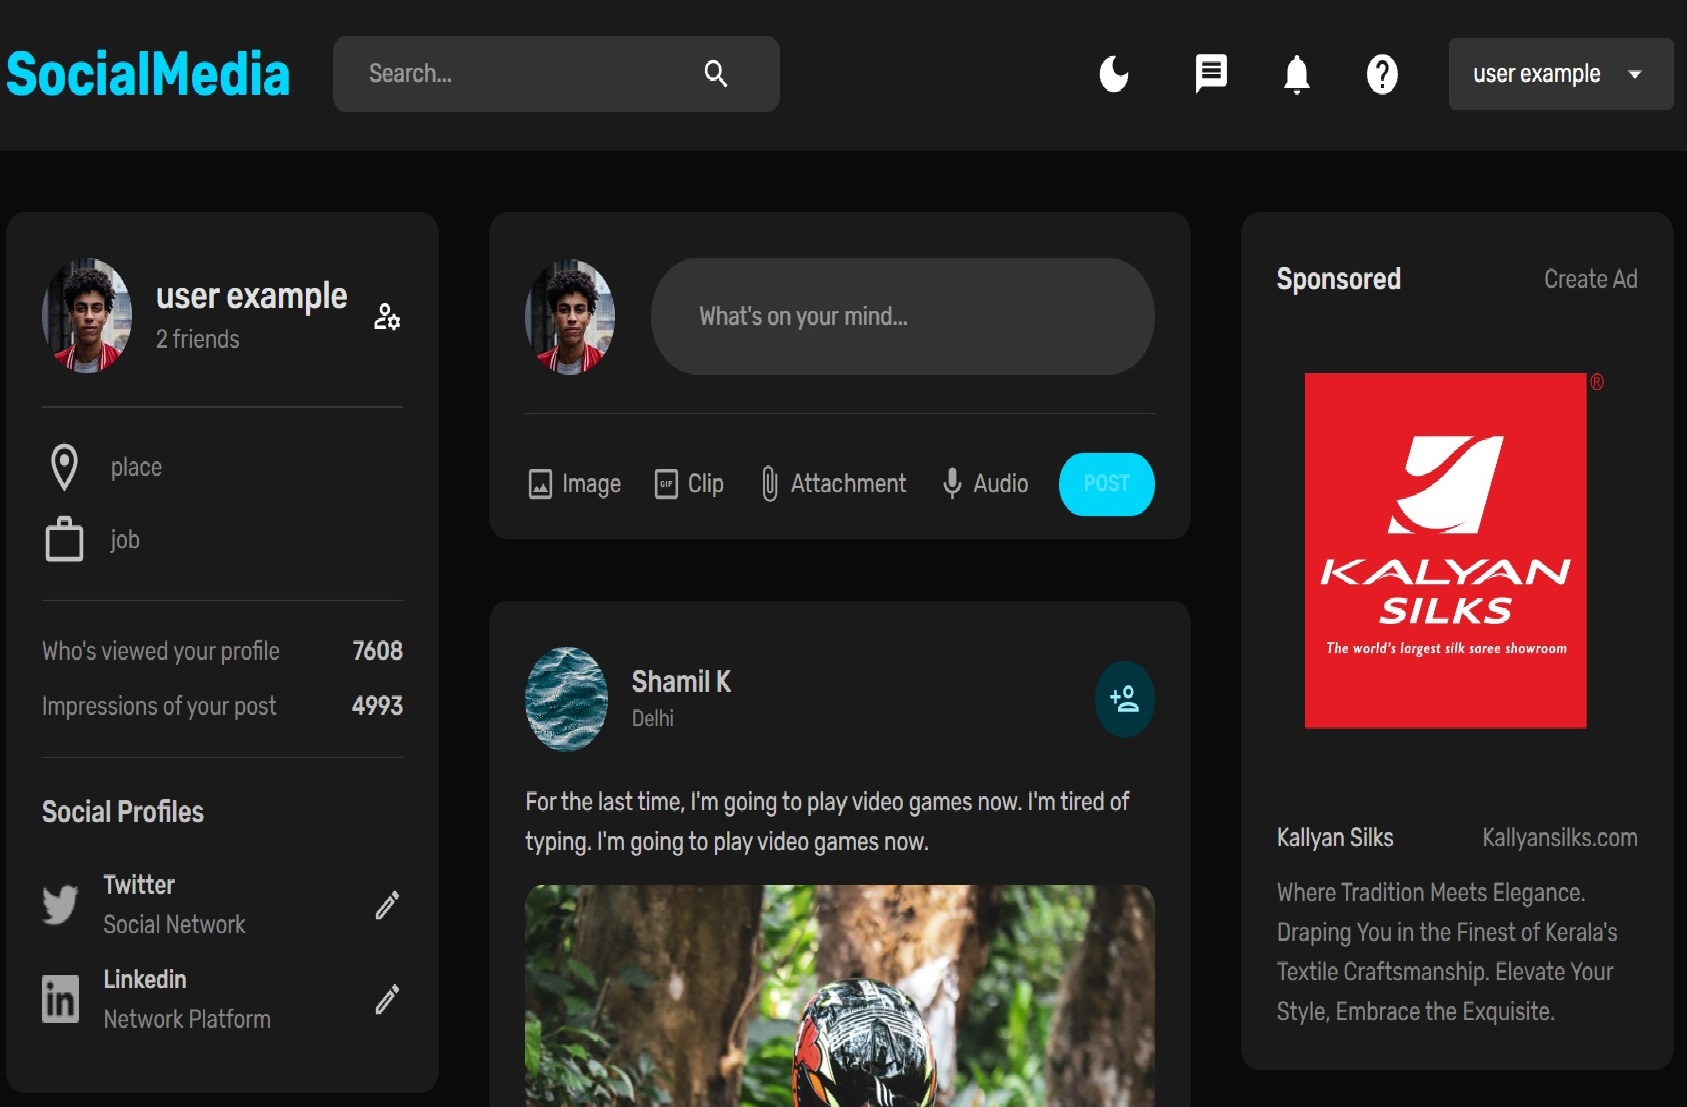 SocialMedia
Search...
user example
user example
2 friends
place
job
Who's viewed your profile 7608
Impressions of your post 4993
Social Profiles
Twitter
Social Network
in
Linkedin
Network Platform
What's on your mind...
Image
GIF
Clip
Attachment
Audio
POST
Shamil K
Delhi
For the last time, I'm going to play video games now. I'm tired of
typing. I'm going to play video games now.
Sponsored Create Ad
®
KALYAN
SILKS
The world's largest silk saree showroom
Kallyan Silks Kallyansilks.com
Where Tradition Meets Elegance.
Draping You in the Finest of Kerala's
Textile Craftsmanship. Elevate Your
Style, Embrace the Exquisite.